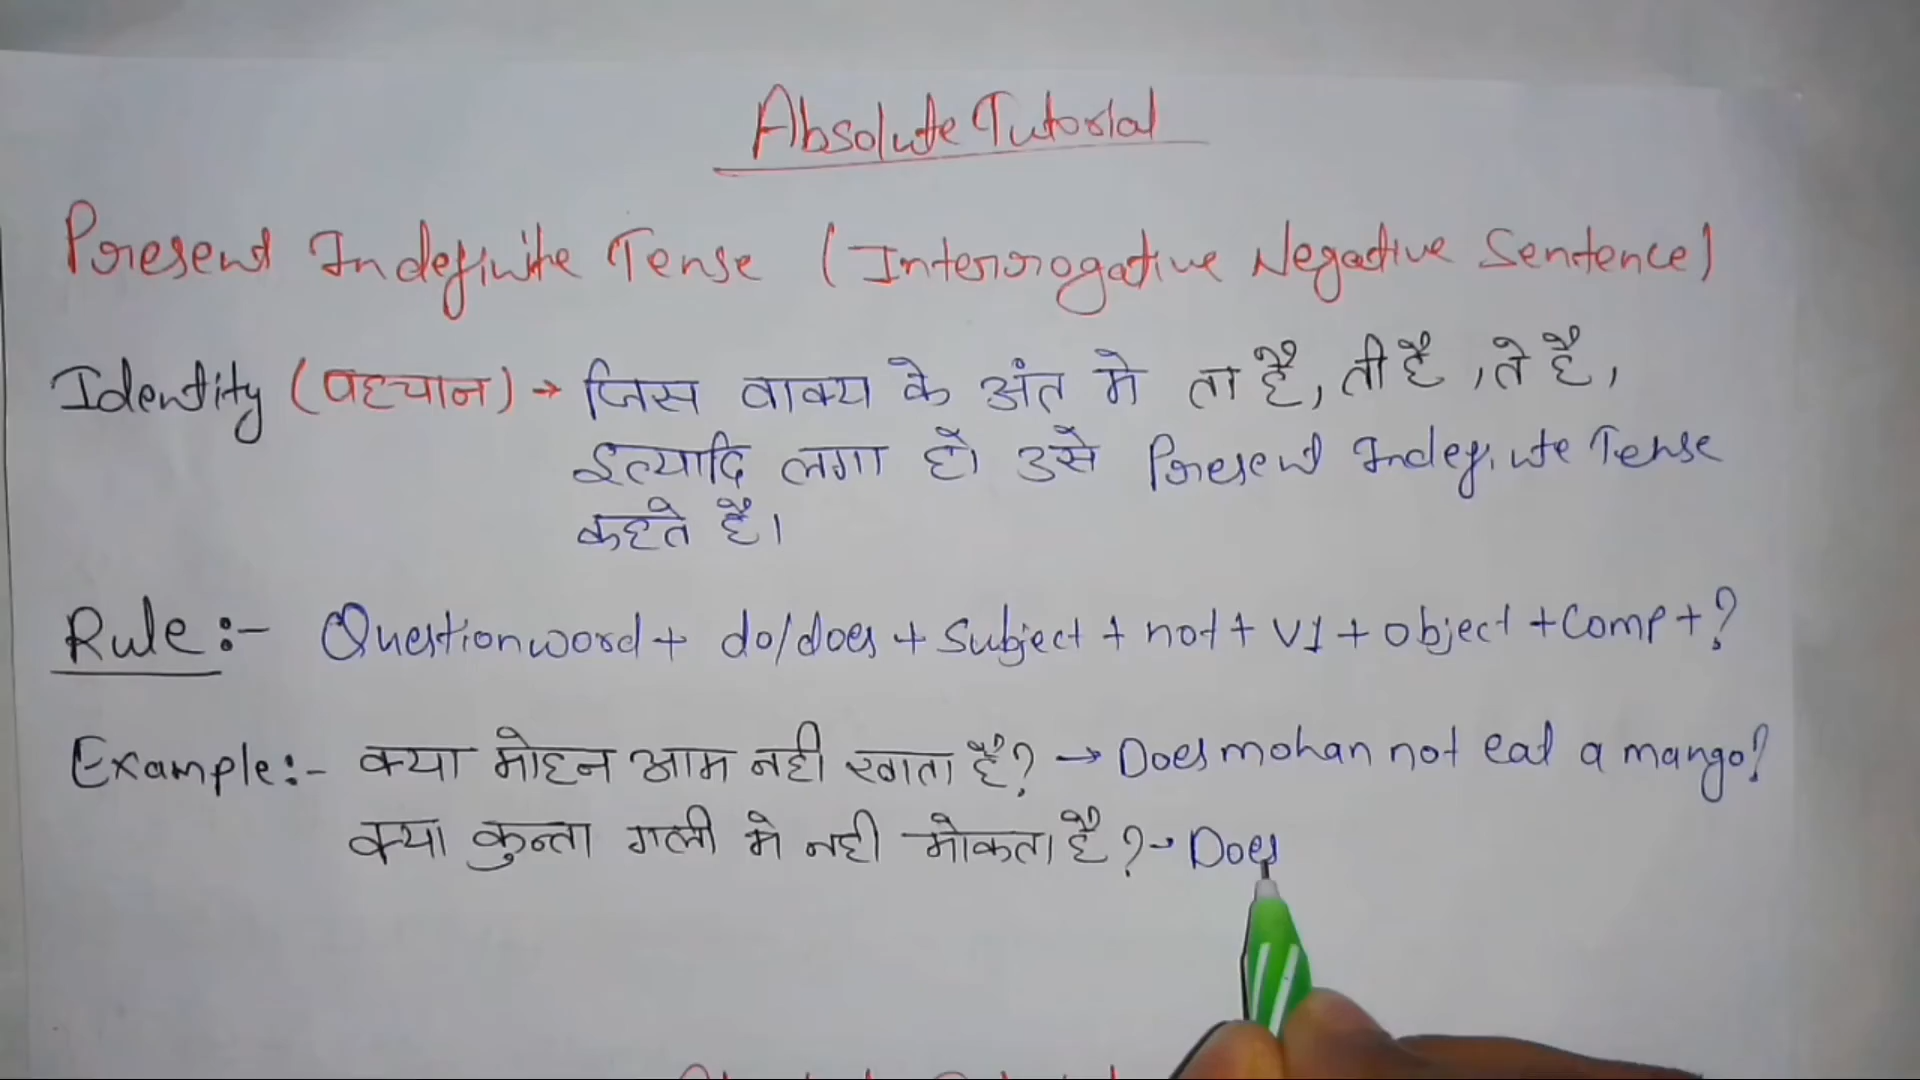 Absolute Tutorial
Present Indefinite Tense (Interrogative Negative Sentence)
Identity (पहचान) → जिस वाक्य के अंत मे ता है, ती है, ते है,
इत्यादि लगा हो उसे Present Indefinite Tense
कहते है।
Rule:- Question word + do/does + Subject + not + V1 + object + Comp + ?
Example:- क्या मोहन आम नही खाता है? → Does mohan not eat a mango?
क्या कुन्ता गली मे नही भोकता है? → Does